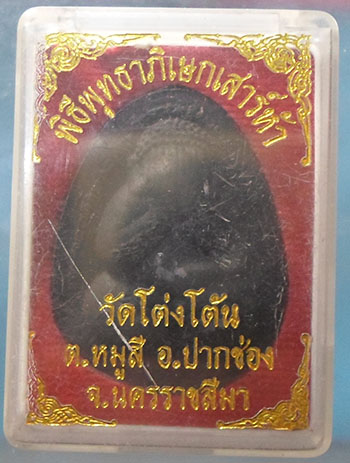 พิธีพุทธาภิเษกเสาร์ห้า
วัดโต่งโต้น
ต.หมูสี อ.ปากช่อง
จ.นครราชสีมา